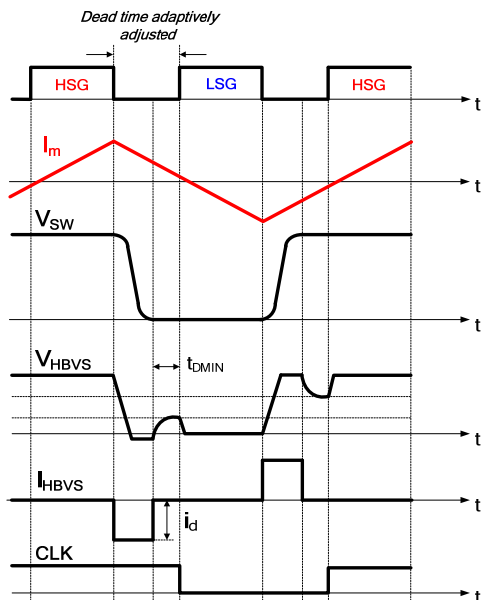 Dead time adaptively
adjusted
HSG
LSG
HSG
t
Im
t
VSW
t
VHBVS
tDMIN
t
IHBVS
t
id
CLK
t